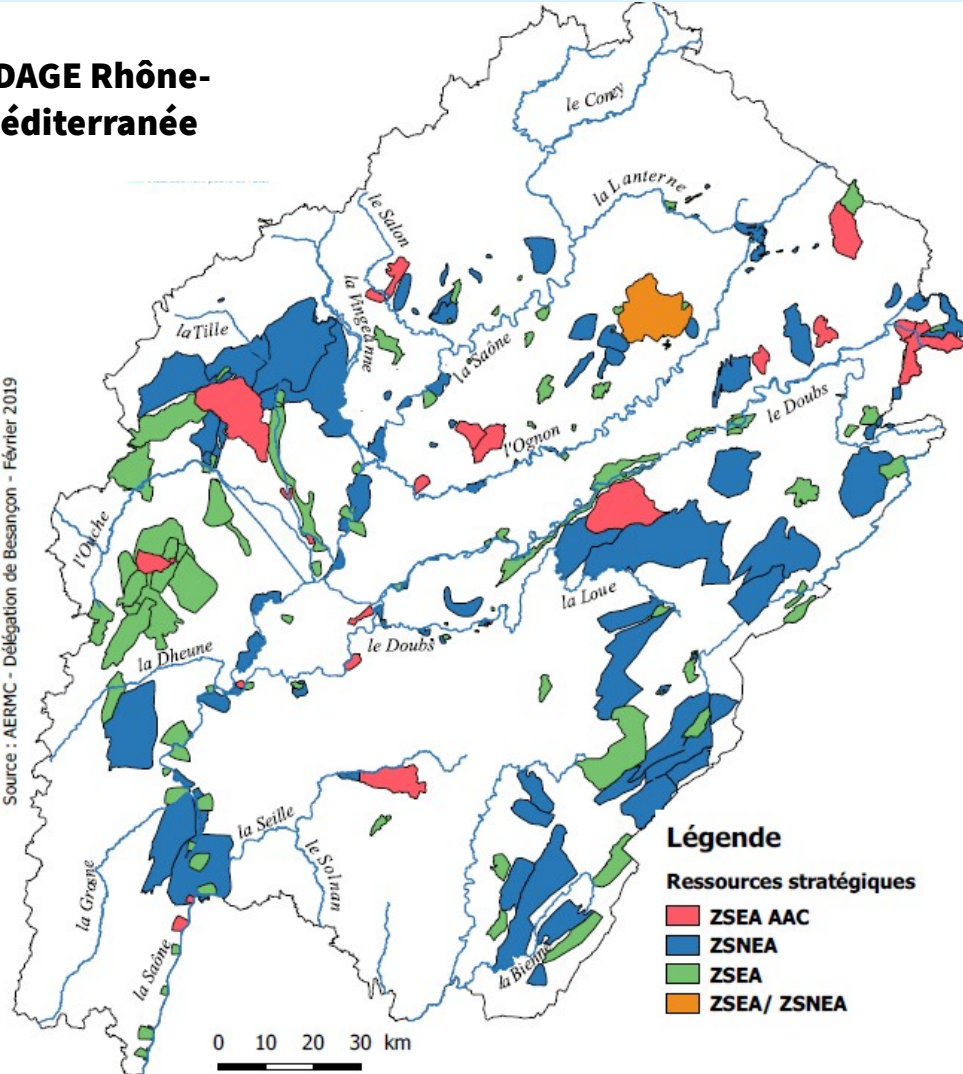 DAGE Rhône-
éditerranée
le Coney
la Lanterne
le Salon
la Vingeanne
la Tille
la Saône
l'Ognon
le Doubs
l'Ouche
la Loue
la Dheune
le Doubs
la Seille
le Solnan
la Grosne
la Saône
la Bienne
Source : AERMC - Délégation de Besançon - Février 2019
Légende
Ressources stratégiques
ZSEA AAC
ZSNEA
ZSEA
ZSEA/ ZSNEA
0 10 20 30 km